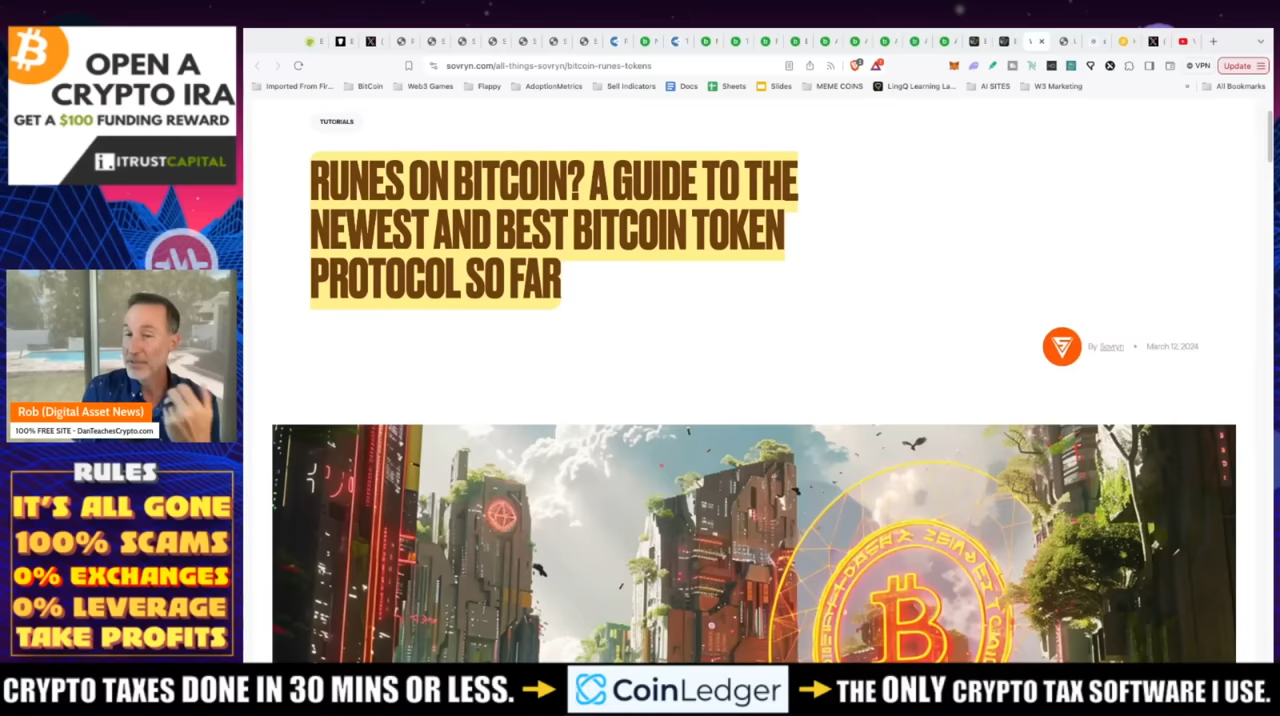 OPEN A
CRYPTO IRA
GET A $100 FUNDING REWARD
ITRUSTCAPITAL
Rob (Digital Asset News)
100% FREE SITE - DanTeachesCrypto.com
RULES
IT'S ALL GONE
100% SCAMS
0% EXCHANGES
0% LEVERAGE
TAKE PROFITS
sovryn.com/all-things-sovryn/bitcoin-runes-tokens
VPN
Update
Imported From Fir...
BitCoin
Web3 Games
Flappy
AdoptionMetrics
Sell Indicators
Docs
Sheets
Slides
MEME COINS
LingQ Learning La...
AI SITES
W3 Marketing
»
All Bookmarks
TUTORIALS
RUNES ON BITCOIN? A GUIDE TO THE
NEWEST AND BEST BITCOIN TOKEN
PROTOCOL SO FAR
By Sovryn • March 12, 2024
CRYPTO TAXES DONE IN 30 MINS OR LESS. CoinLedger THE ONLY CRYPTO TAX SOFTWARE I USE.